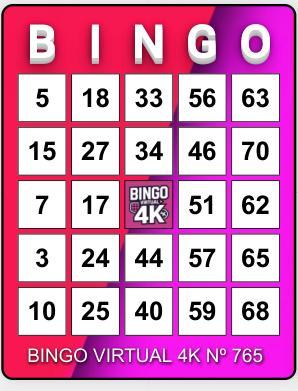 B I N G O
5 18 33 56 63
15 27 34 46 70
7 17 BINGO VIRTUAL 4K 51 62
3 24 44 57 65
10 25 40 59 68
BINGO VIRTUAL 4K Nº 765